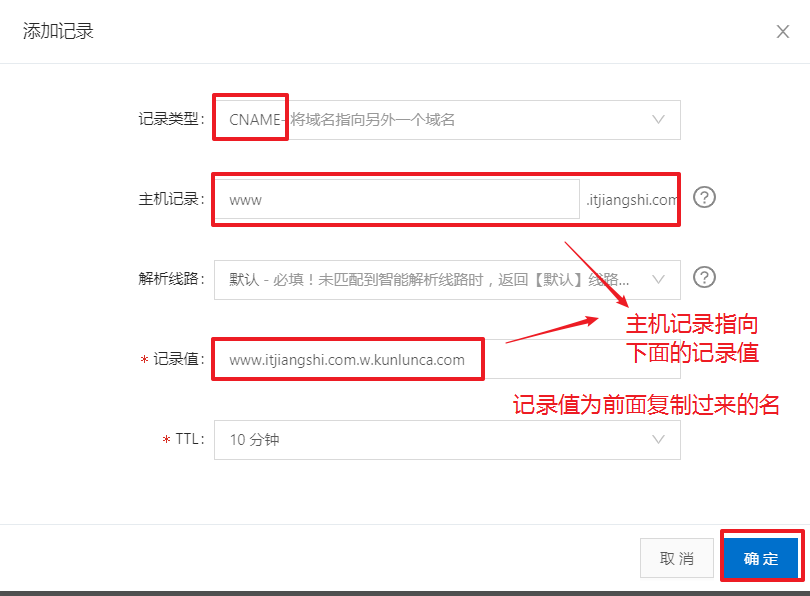 添加记录
记录类型: CNAME- 将域名指向另外一个域名
主机记录: www .itjiangshi.com
解析线路: 默认 - 必填！未匹配到智能解析线路时，返回【默认】线路...
主机记录指向
下面的记录值
* 记录值: www.itjiangshi.com.w.kunlunca.com
记录值为前面复制过来的名
* TTL: 10 分钟
取 消 确 定